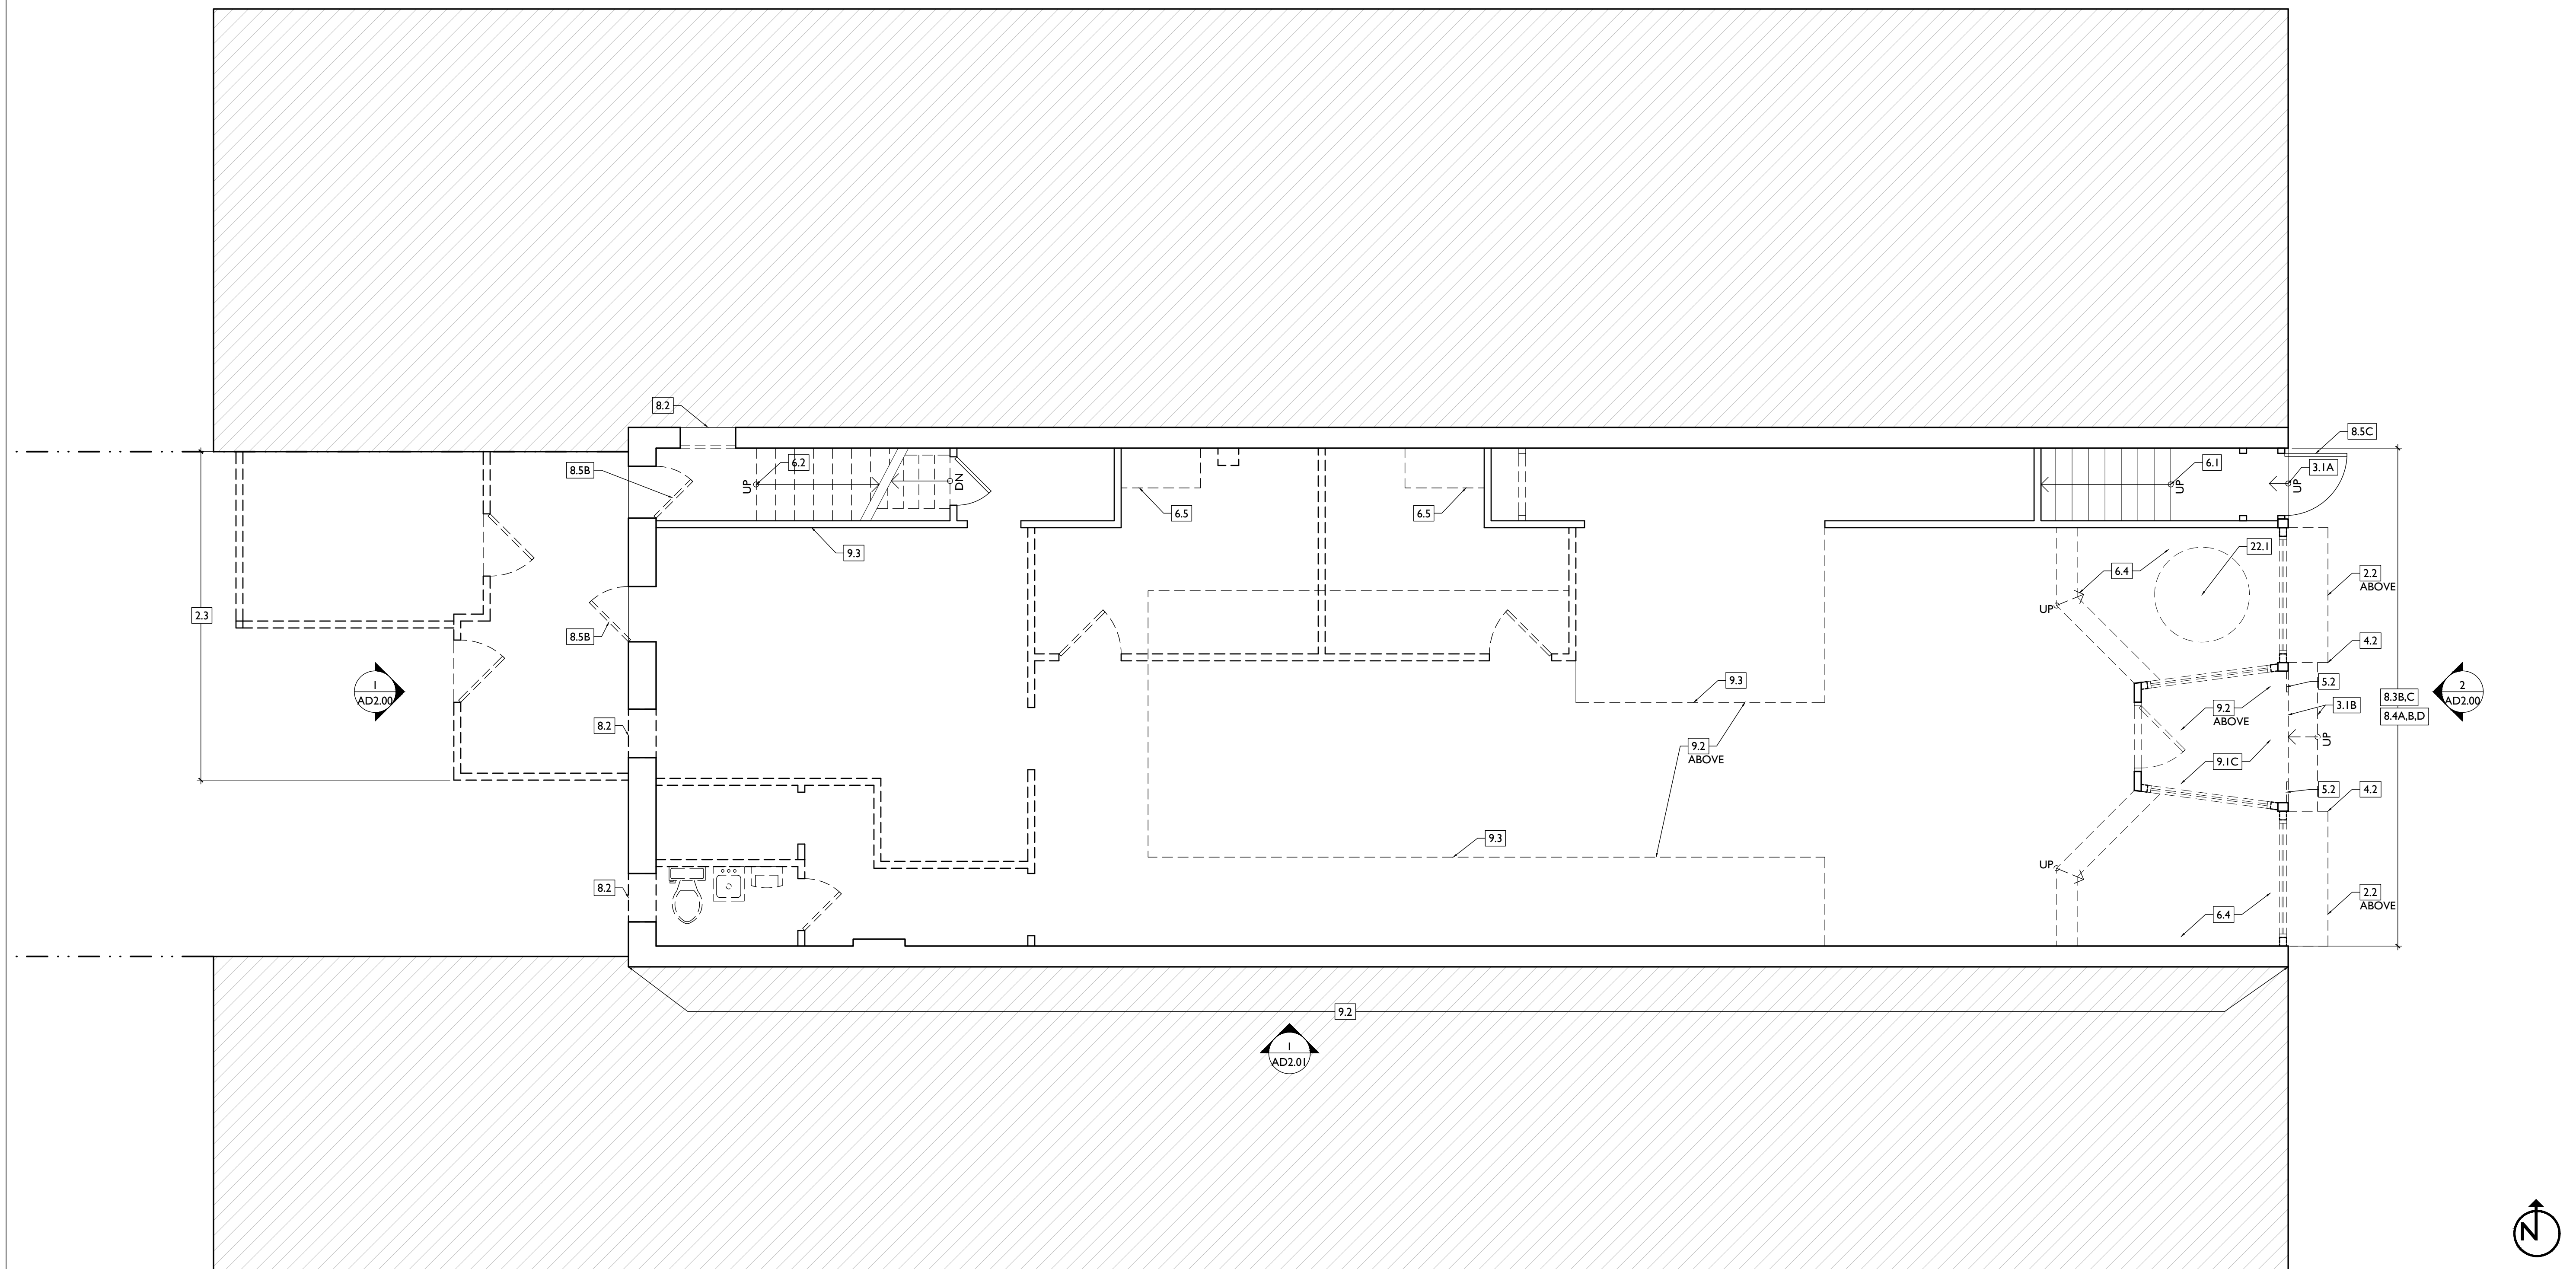 8.2
8.5C
8.5B
6.2
UP
DN
6.1
3.1A
UP
UP
6.5
6.5
9.3
22.1
6.4
2.2
ABOVE
UP
2.3
8.5B
4.2
9.3
5.2
1
AD2.00
8.3B,C
8.4A,B,D
2
AD2.00
9.2
ABOVE
3.1B
8.2
9.2
ABOVE
UP
9.1C
5.2
4.2
9.3
UP
8.2
2.2
ABOVE
6.4
9.2
1
AD2.01
N